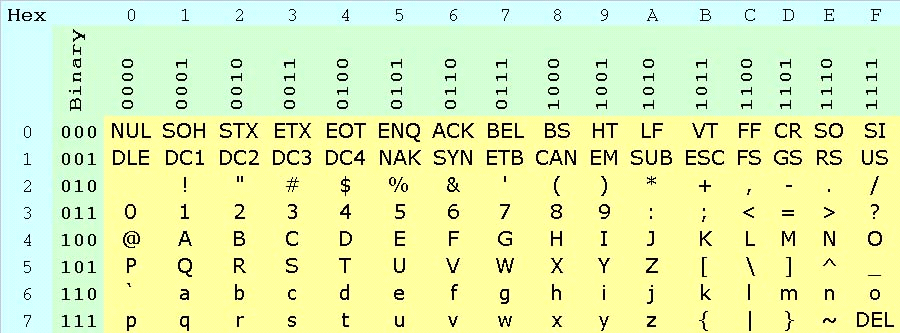 Hex 0 1 2 3 4 5 6 7 8 9 A B C D E F
Binary 0000 0001 0010 0011 0100 0101 0110 0111 1000 1001 1010 1011 1100 1101 1110 1111
0 000 NUL SOH STX ETX EOT ENQ ACK BEL BS HT LF VT FF CR SO SI
1 001 DLE DC1 DC2 DC3 DC4 NAK SYN ETB CAN EM SUB ESC FS GS RS US
2 010 ! " # $ % & ' ( ) * + , - . /
3 011 0 1 2 3 4 5 6 7 8 9 : ; < = > ?
4 100 @ A B C D E F G H I J K L M N O
5 101 P Q R S T U V W X Y Z [ \ ] ^ _
6 110 ` a b c d e f g h i j k l m n o
7 111 p q r s t u v w x y z { | } ~ DEL